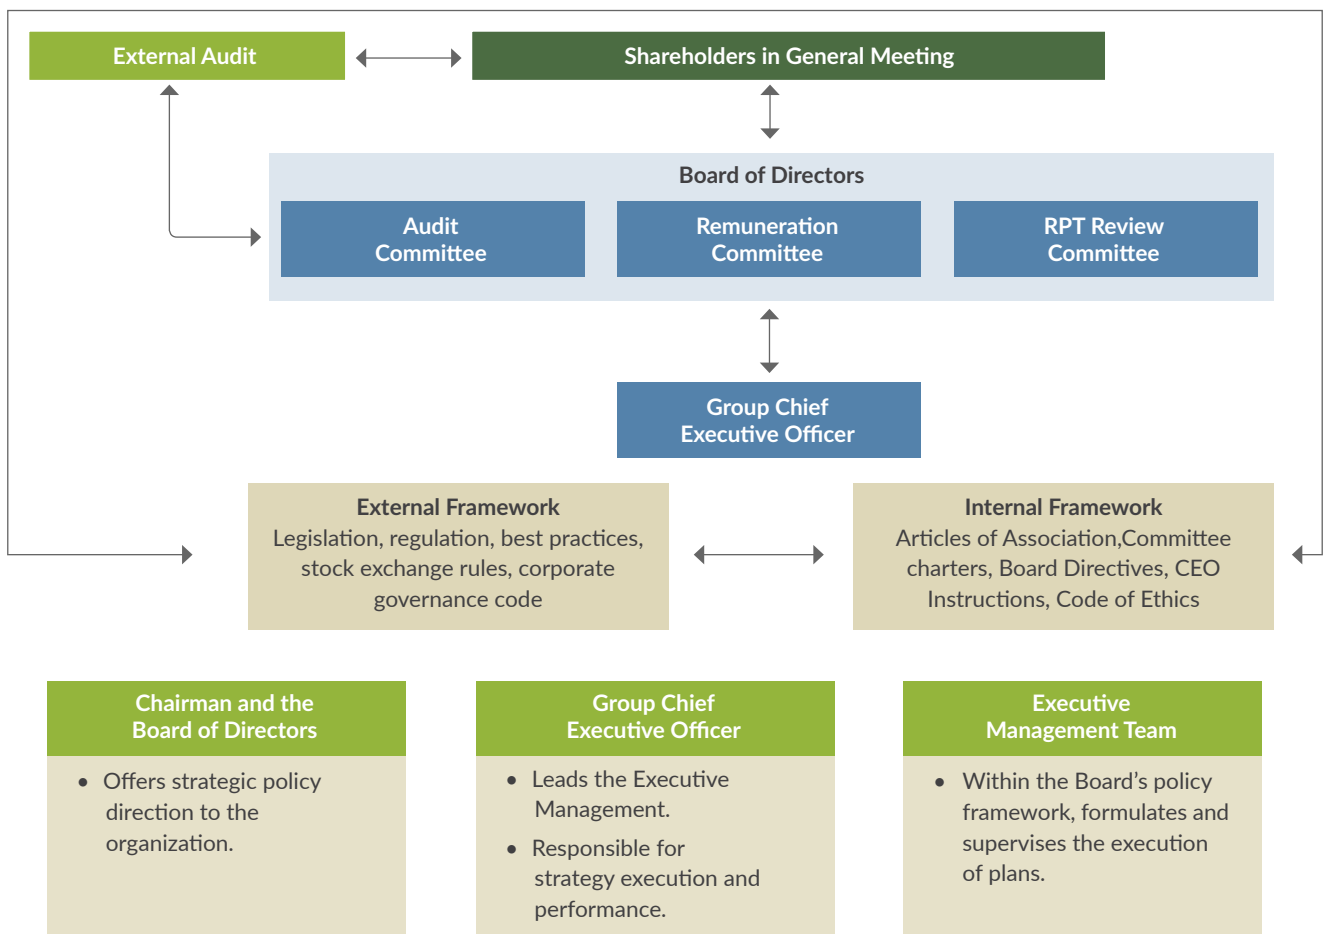 External Audit
Shareholders in General Meeting
Board of Directors
Audit
Committee
Remuneration
Committee
RPT Review
Committee
Group Chief
Executive Officer
External Framework
Legislation, regulation, best practices,
stock exchange rules, corporate
governance code
Internal Framework
Articles of Association,Committee
charters, Board Directives, CEO
Instructions, Code of Ethics
Chairman and the
Board of Directors
• Offers strategic policy
direction to the
organization.
Group Chief
Executive Officer
• Leads the Executive
Management.
• Responsible for
strategy execution and
performance.
Executive
Management Team
• Within the Board’s policy
framework, formulates and
supervises the execution
of plans.